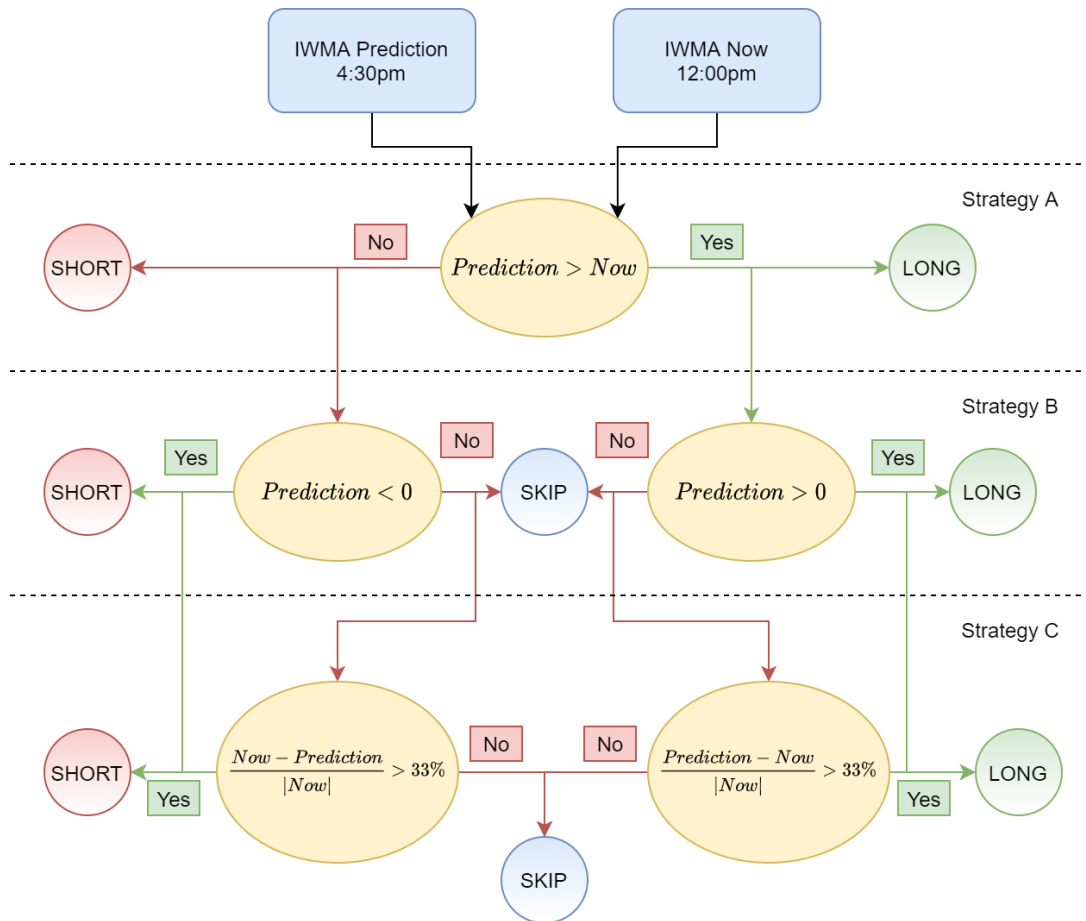 IWMA Prediction
4:30pm
IWMA Now
12:00pm
Strategy A
No
Yes
SHORT
Prediction > Now
LONG
Strategy B
Yes
No
No
Yes
SHORT
Prediction < 0
SKIP
Prediction > 0
LONG
Strategy C
No
No
SHORT
Now − Prediction
|Now|
> 33%
Prediction − Now
|Now|
> 33%
LONG
Yes
Yes
SKIP